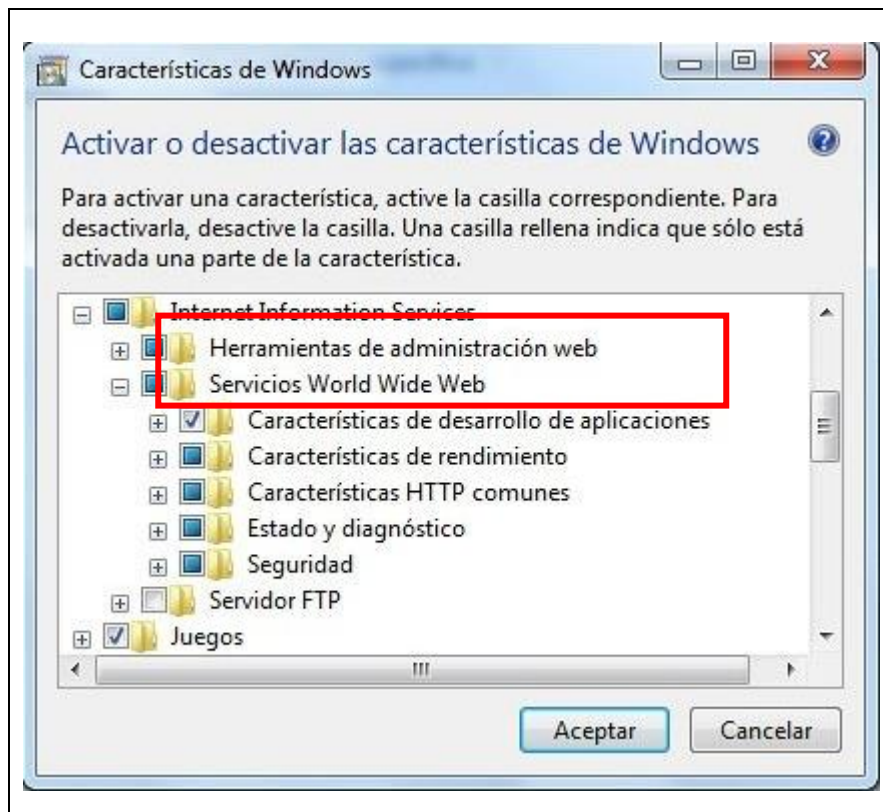 Características de Windows
Activar o desactivar las características de Windows
Para activar una característica, active la casilla correspondiente. Para
desactivarla, desactive la casilla. Una casilla rellena indica que sólo está
activada una parte de la característica.
Internet Information Services
Herramientas de administración web
Servicios World Wide Web
Características de desarrollo de aplicaciones
Características de rendimiento
Características HTTP comunes
Estado y diagnóstico
Seguridad
Servidor FTP
Juegos
Aceptar Cancelar